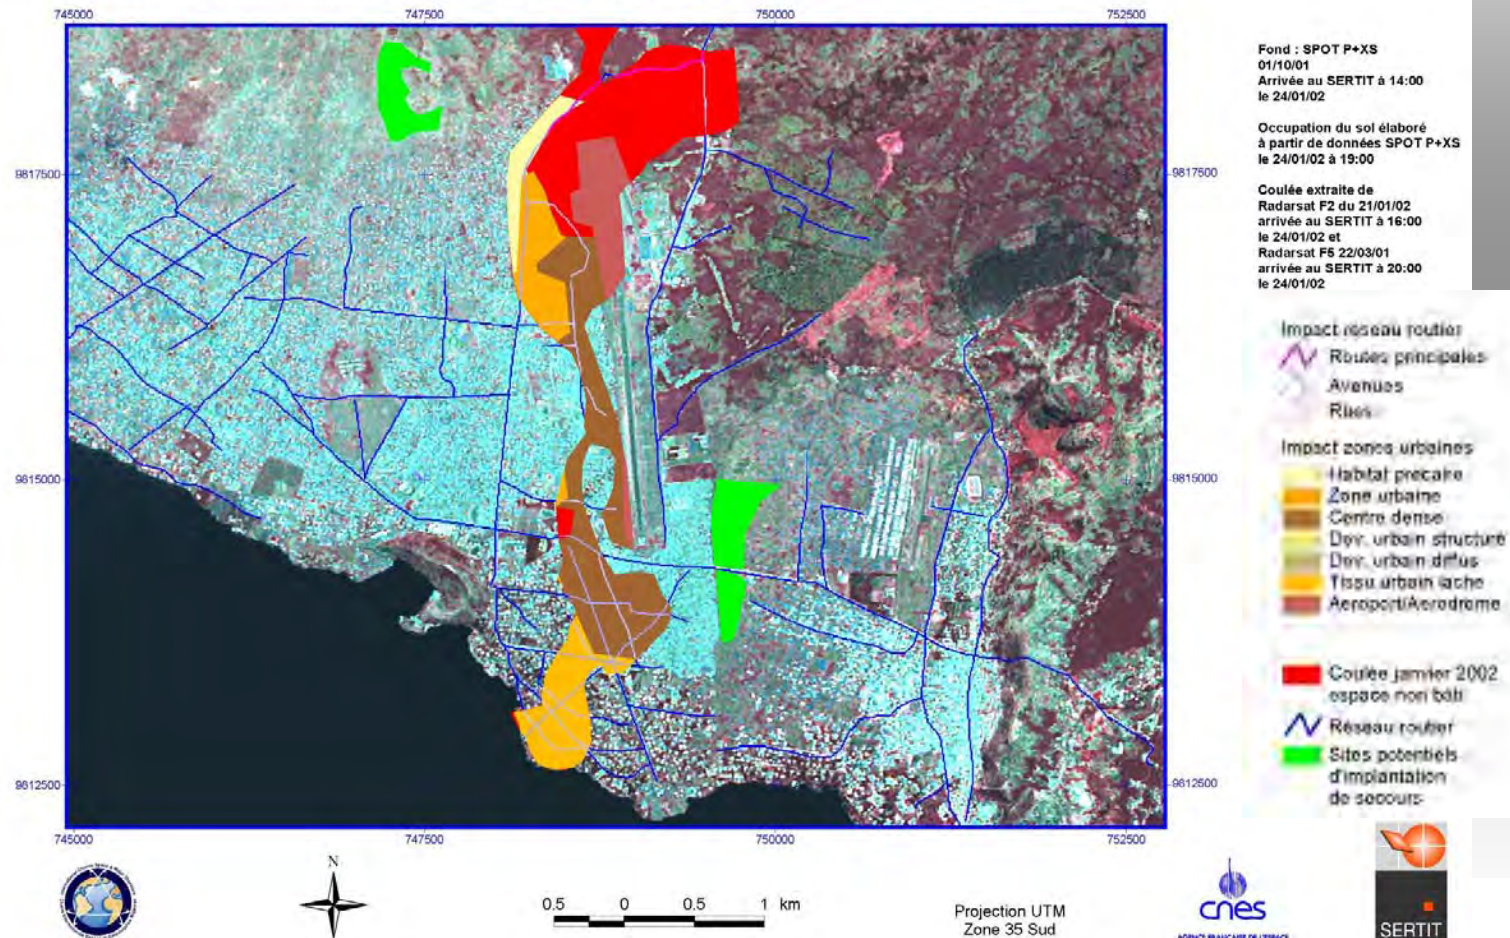 745000 747500 750000 752500
9817500 9817500
9815000 9815000
9612500 9612500
745000 747500 750000 752500
Fond : SPOT P+XS
01/10/01
Arrivée au SERTIT à 14:00
le 24/01/02
Occupation du sol élaboré
à partir de données SPOT P+XS
le 24/01/02 à 19:00
Coulée extraite de
Radarsat F2 du 21/01/02
arrivée au SERTIT à 16:00
le 24/01/02 et
Radarsat F5 22/03/01
arrivée au SERTIT à 20:00
le 24/01/02
Impact réseau routier
Routes principales
Avenues
Rues
Impact zones urbaines
Habitat précaire
Zone urbaine
Centre dense
Dev. urbain structuré
Dev. urbain diffus
Tissu urbain lâche
Aeroport/Aerodrome
Coulée janvier 2002
espace non bâti
Réseau routier
Sites potentiels
d'implantation
de secours
N
0.5 0 0.5 1 km
Projection UTM
Zone 35 Sud
cnes
AGENCE FRANÇAISE DE L'ESPACE
SERTIT